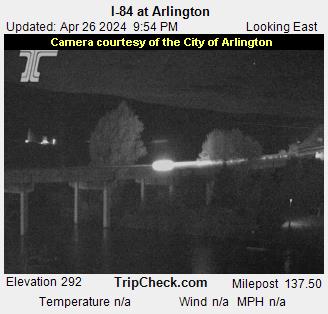 I-84 at Arlington
Updated: Apr 26 2024 9:54 PM Looking East
Camera courtesy of the City of Arlington
Elevation 292 TripCheck.com Milepost 137.50
Temperature n/a Wind n/a MPH n/a